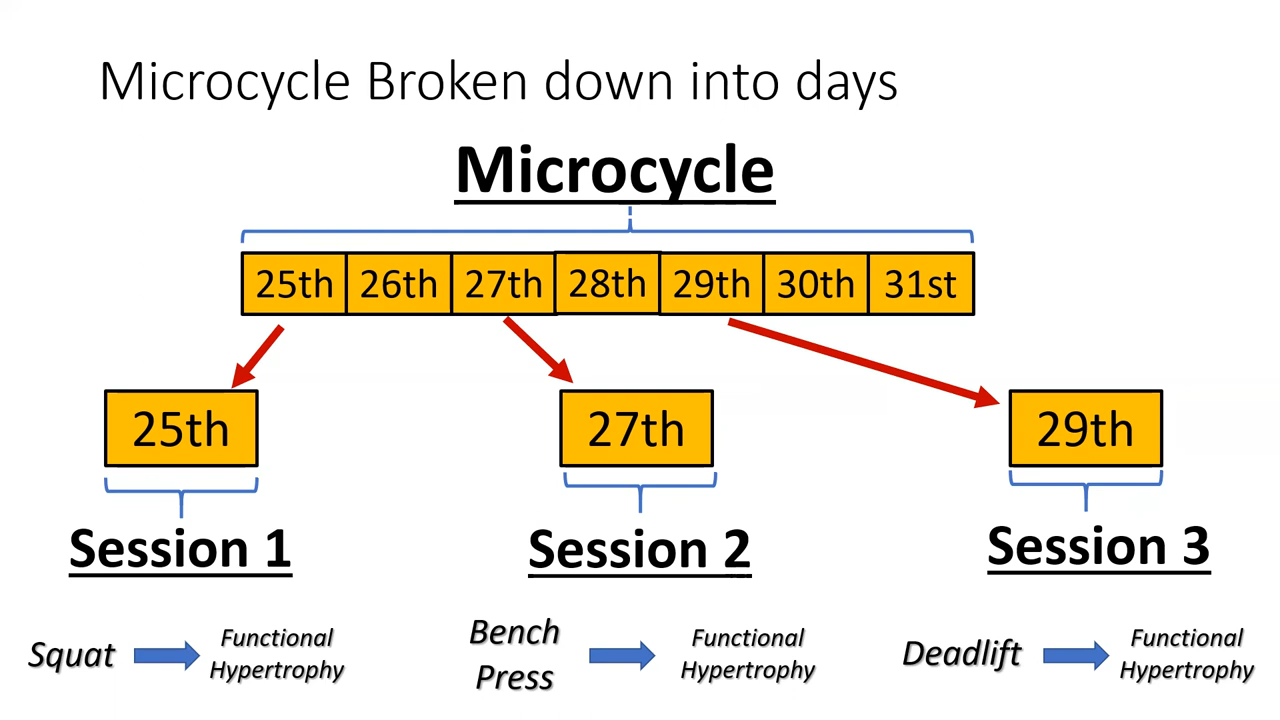 Microcycle Broken down into days
Microcycle
25th 26th 27th 28th 29th 30th 31st
25th 27th 29th
Session 1 Session 2 Session 3
Squat
Functional
Hypertrophy
Bench
Press
Functional
Hypertrophy
Deadlift
Functional
Hypertrophy